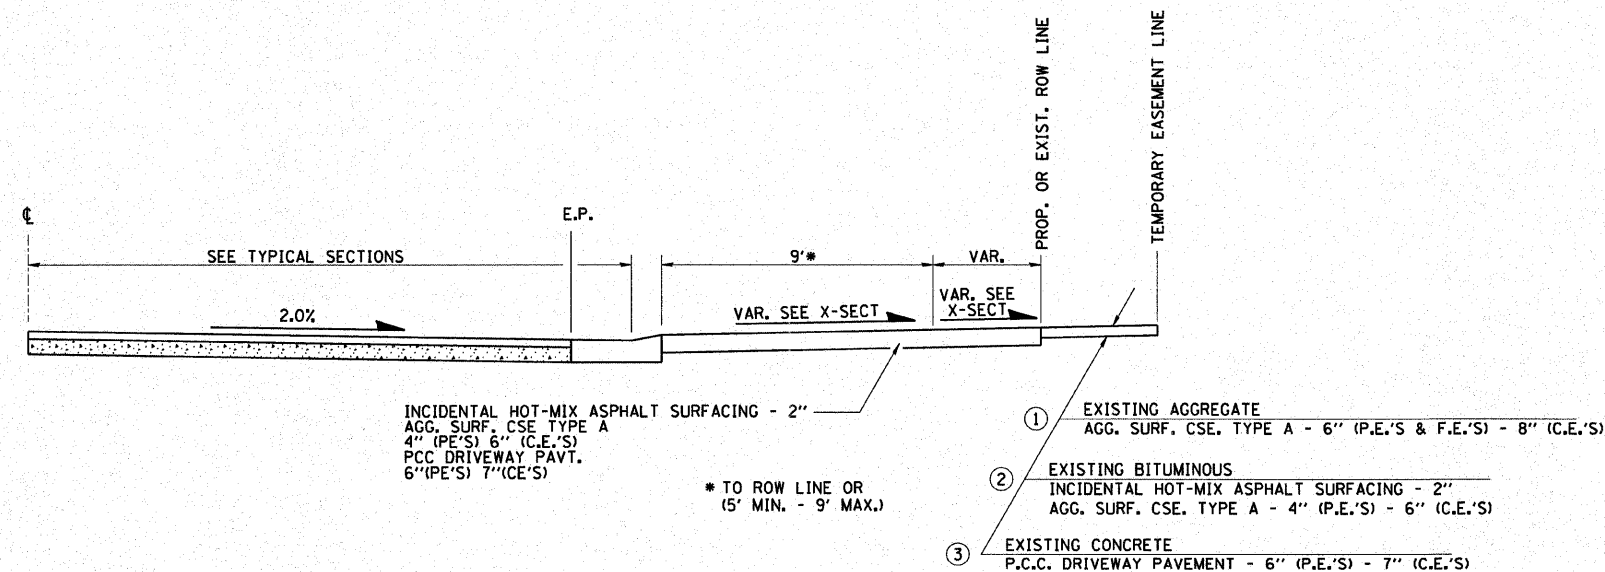 PROP. OR EXIST. ROW LINE
TEMPORARY EASEMENT LINE
℄
E.P.
SEE TYPICAL SECTIONS
9'*
VAR.
2.0%
VAR. SEE X-SECT
VAR. SEE
X-SECT
INCIDENTAL HOT-MIX ASPHALT SURFACING - 2"
AGG. SURF. CSE TYPE A
4" (PE'S) 6" (C.E.'S)
PCC DRIVEWAY PAVT.
6"(PE'S) 7"(CE'S)
* TO ROW LINE OR
(5' MIN. - 9' MAX.)
1 EXISTING AGGREGATE
AGG. SURF. CSE. TYPE A - 6" (P.E.'S & F.E.'S) - 8" (C.E.'S)
2 EXISTING BITUMINOUS
INCIDENTAL HOT-MIX ASPHALT SURFACING - 2"
AGG. SURF. CSE. TYPE A - 4" (P.E.'S) - 6" (C.E.'S)
3 EXISTING CONCRETE
P.C.C. DRIVEWAY PAVEMENT - 6" (P.E.'S) - 7" (C.E.'S)